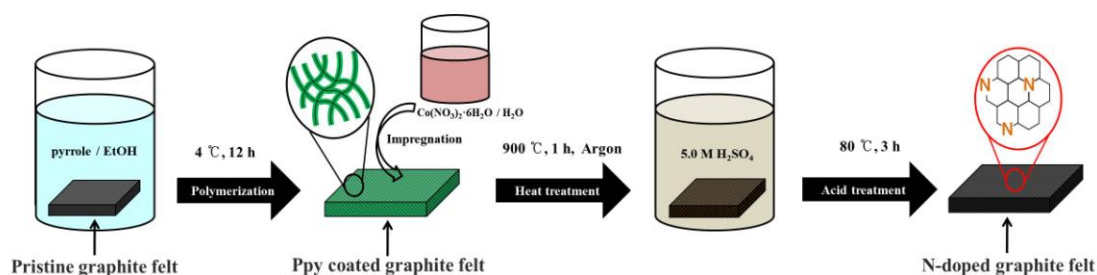 pyrrole / EtOH
Pristine graphite felt
4 ℃, 12 h
Polymerization
Co(NO₃)₂·6H₂O / H₂O
Impregnation
Ppy coated graphite felt
900 ℃, 1 h, Argon
Heat treatment
5.0 M H₂SO₄
80 ℃, 3 h
Acid treatment
N
N
N
N-doped graphite felt